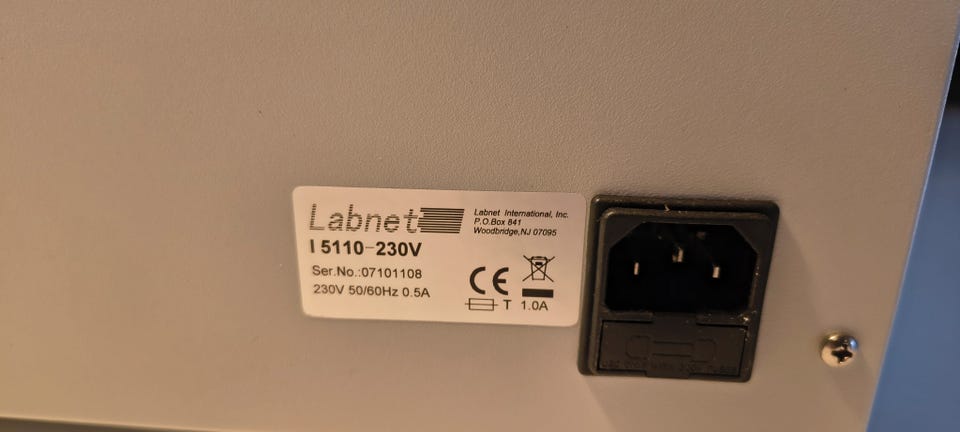 Labnet
Labnet International, Inc.
P.O.Box 841
Woodbridge,NJ 07095
I 5110-230V
Ser.No.:07101108
230V 50/60Hz 0.5A
CE
T 1.0A